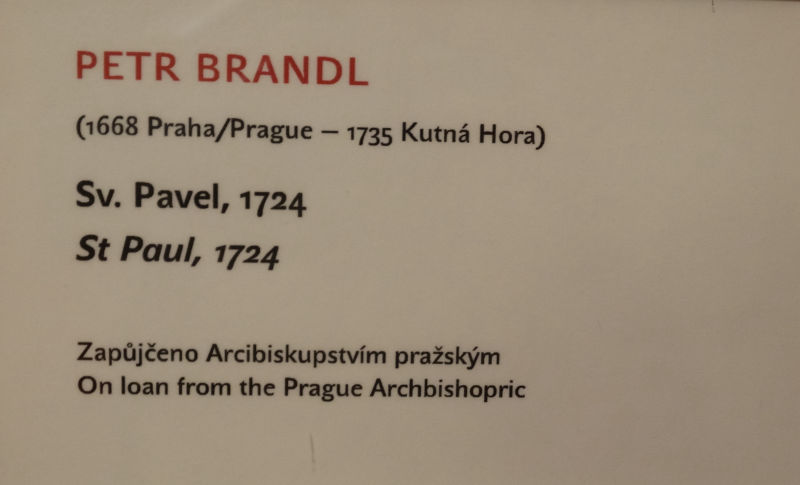 PETR BRANDL
(1668 Praha/Prague – 1735 Kutná Hora)
Sv. Pavel, 1724
St Paul, 1724
Zapůjčeno Arcibiskupstvím pražským
On loan from the Prague Archbishopric